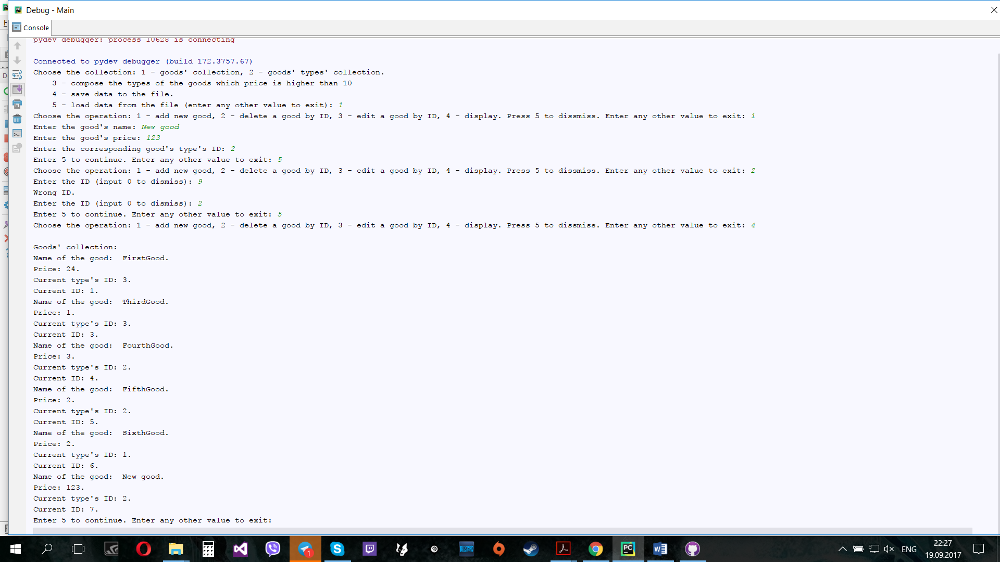 Debug - Main
Console
pydev debugger: process 10628 is connecting
Connected to pydev debugger (build 172.3757.67)
Choose the collection: 1 - goods' collection, 2 - goods' types' collection.
3 - compose the types of the goods which price is higher than 10
4 - save data to the file.
5 - load data from the file (enter any other value to exit): 1
Choose the operation: 1 - add new good, 2 - delete a good by ID, 3 - edit a good by ID, 4 - display. Press 5 to dissmiss. Enter any other value to exit: 1
Enter the good's name: New good
Enter the good's price: 123
Enter the corresponding good's type's ID: 2
Enter 5 to continue. Enter any other value to exit: 5
Choose the operation: 1 - add new good, 2 - delete a good by ID, 3 - edit a good by ID, 4 - display. Press 5 to dissmiss. Enter any other value to exit: 2
Enter the ID (input 0 to dismiss): 9
Wrong ID.
Enter the ID (input 0 to dismiss): 2
Enter 5 to continue. Enter any other value to exit: 5
Choose the operation: 1 - add new good, 2 - delete a good by ID, 3 - edit a good by ID, 4 - display. Press 5 to dissmiss. Enter any other value to exit: 4
Goods' collection:
Name of the good:  FirstGood.
Price: 24.
Current type's ID: 3.
Current ID: 1.
Name of the good:  ThirdGood.
Price: 1.
Current type's ID: 3.
Current ID: 3.
Name of the good:  FourthGood.
Price: 3.
Current type's ID: 2.
Current ID: 4.
Name of the good:  FifthGood.
Price: 2.
Current type's ID: 2.
Current ID: 5.
Name of the good:  SixthGood.
Price: 2.
Current type's ID: 1.
Current ID: 6.
Name of the good:  New good.
Price: 123.
Current type's ID: 2.
Current ID: 7.
Enter 5 to continue. Enter any other value to exit:
1
BLIZZARD
PC
ENG
22:27
19.09.2017